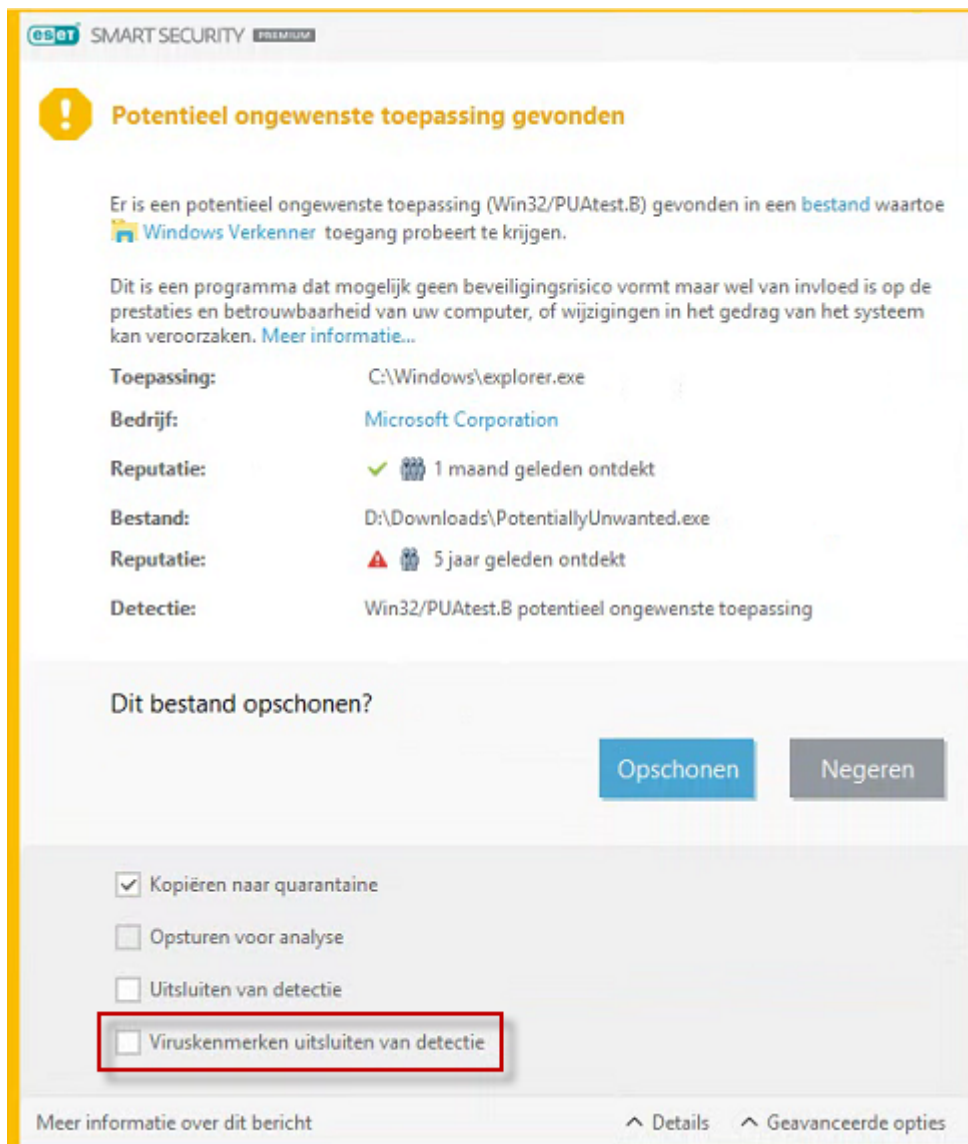 eset SMART SECURITY PREMIUM
Potentieel ongewenste toepassing gevonden
Er is een potentieel ongewenste toepassing (Win32/PUAtest.B) gevonden in een bestand waartoe
Windows Verkenner toegang probeert te krijgen.
Dit is een programma dat mogelijk geen beveiligingsrisico vormt maar wel van invloed is op de
prestaties en betrouwbaarheid van uw computer, of wijzigingen in het gedrag van het systeem
kan veroorzaken. Meer informatie...
Toepassing: C:\Windows\explorer.exe
Bedrijf: Microsoft Corporation
Reputatie: 1 maand geleden ontdekt
Bestand: D:\Downloads\PotentiallyUnwanted.exe
Reputatie: 5 jaar geleden ontdekt
Detectie: Win32/PUAtest.B potentieel ongewenste toepassing
Dit bestand opschonen?
Opschonen Negeren
Kopiëren naar quarantaine
Opsturen voor analyse
Uitsluiten van detectie
Viruskenmerken uitsluiten van detectie
Meer informatie over dit bericht Details Geavanceerde opties